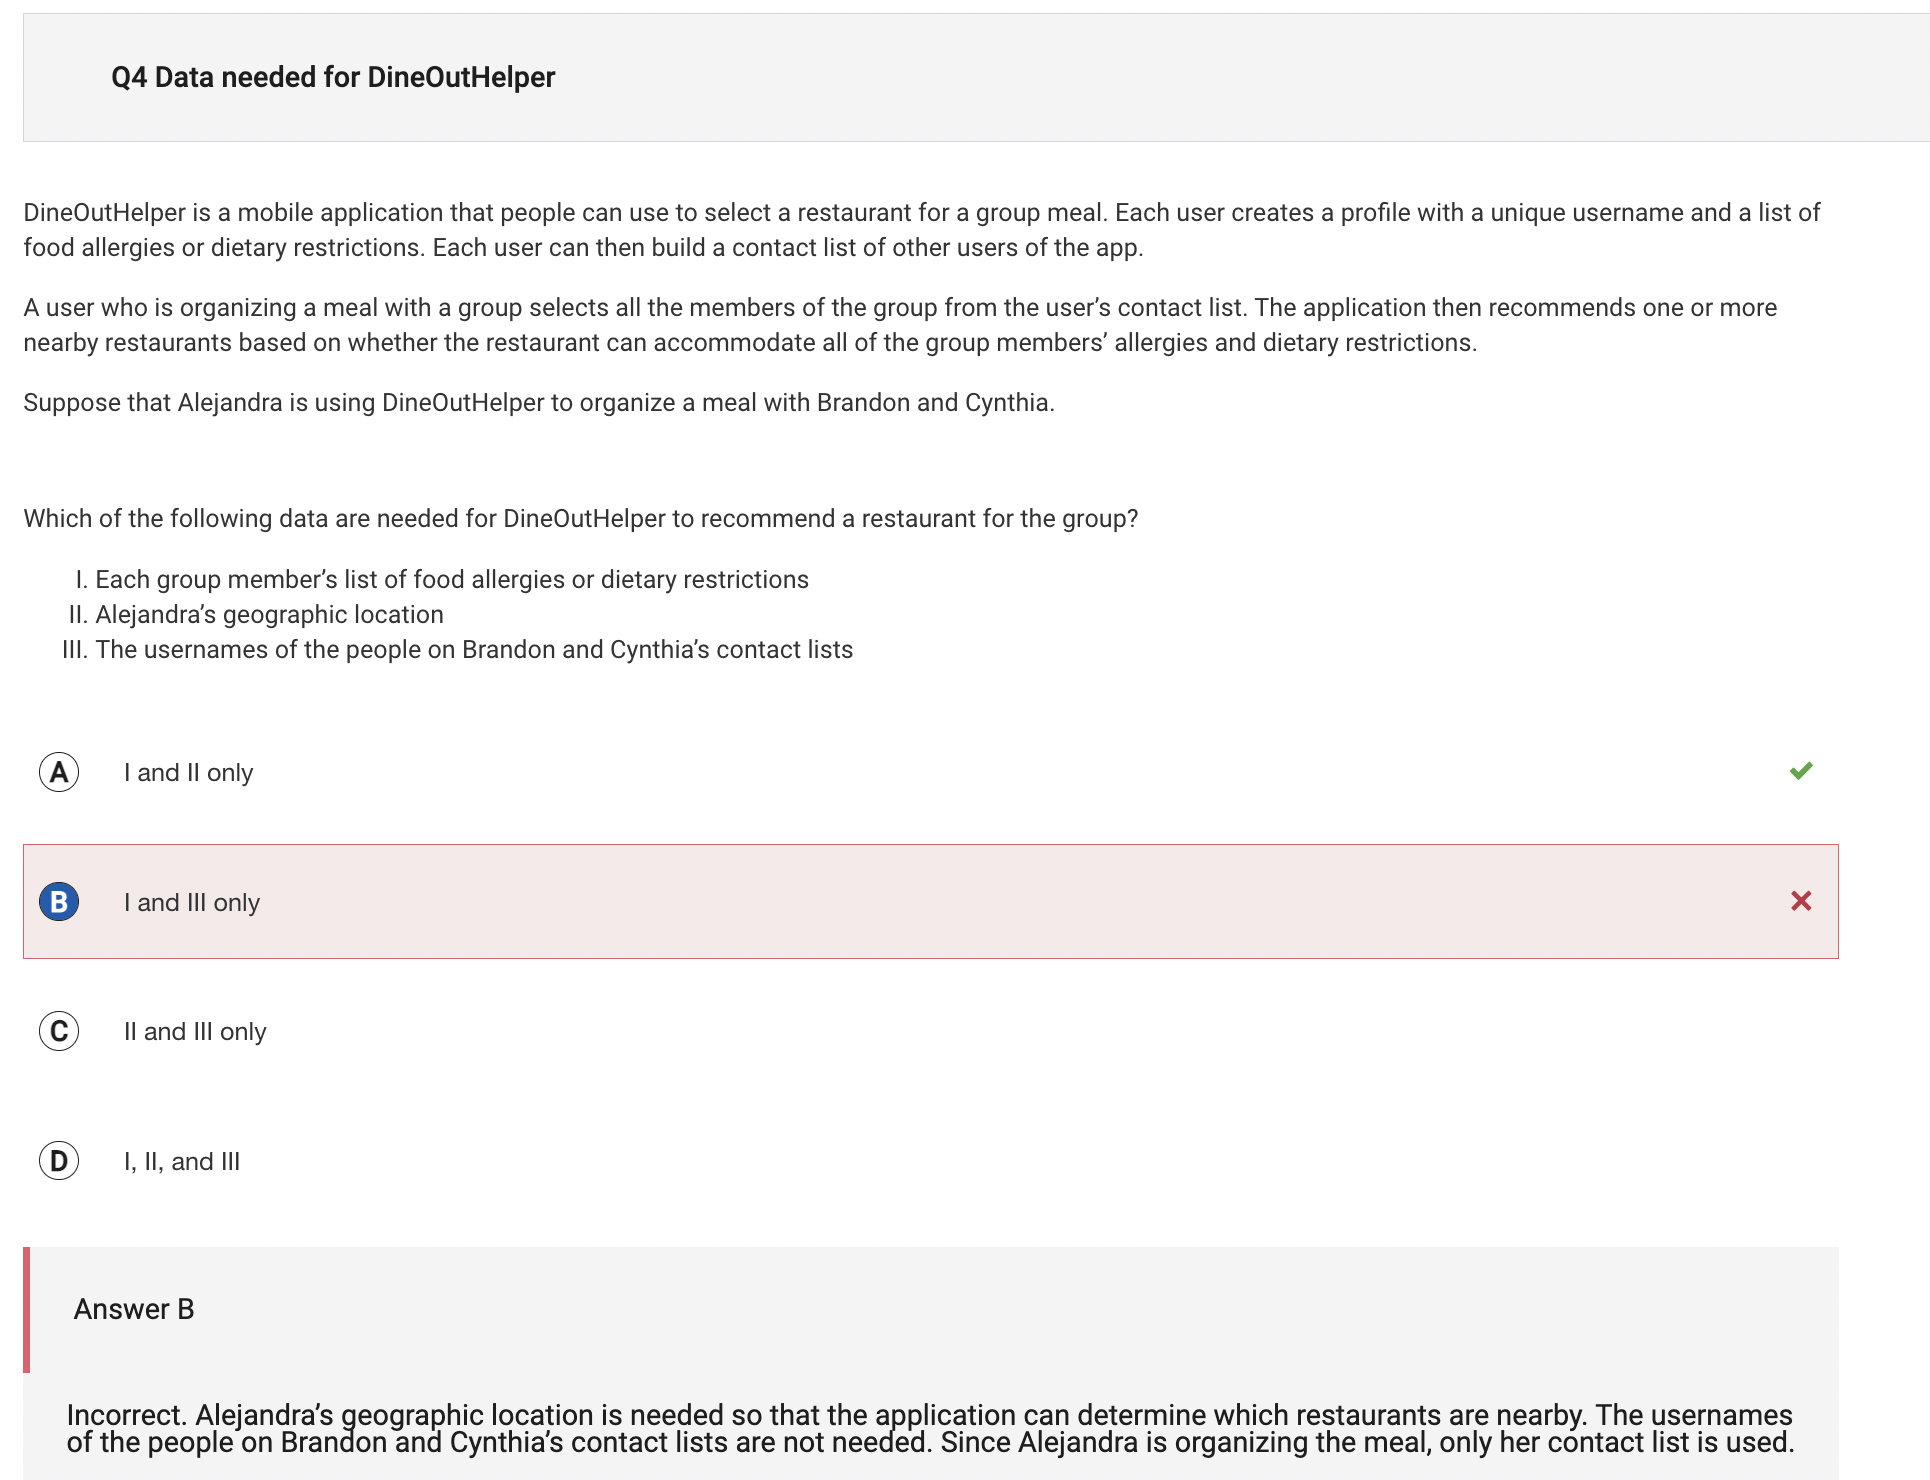 Q4 Data needed for DineOutHelper
DineOutHelper is a mobile application that people can use to select a restaurant for a group meal. Each user creates a profile with a unique username and a list of
food allergies or dietary restrictions. Each user can then build a contact list of other users of the app.
A user who is organizing a meal with a group selects all the members of the group from the user’s contact list. The application then recommends one or more
nearby restaurants based on whether the restaurant can accommodate all of the group members’ allergies and dietary restrictions.
Suppose that Alejandra is using DineOutHelper to organize a meal with Brandon and Cynthia.
Which of the following data are needed for DineOutHelper to recommend a restaurant for the group?
I. Each group member’s list of food allergies or dietary restrictions
II. Alejandra’s geographic location
III. The usernames of the people on Brandon and Cynthia’s contact lists
A I and II only
B I and III only
C II and III only
D I, II, and III
Answer B
Incorrect. Alejandra’s geographic location is needed so that the application can determine which restaurants are nearby. The usernames
of the people on Brandon and Cynthia’s contact lists are not needed. Since Alejandra is organizing the meal, only her contact list is used.